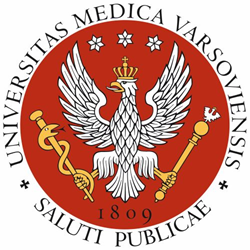 UNIVERSITAS MEDICA VARSOVIENSIS
SALUTI PUBLICAE
1809